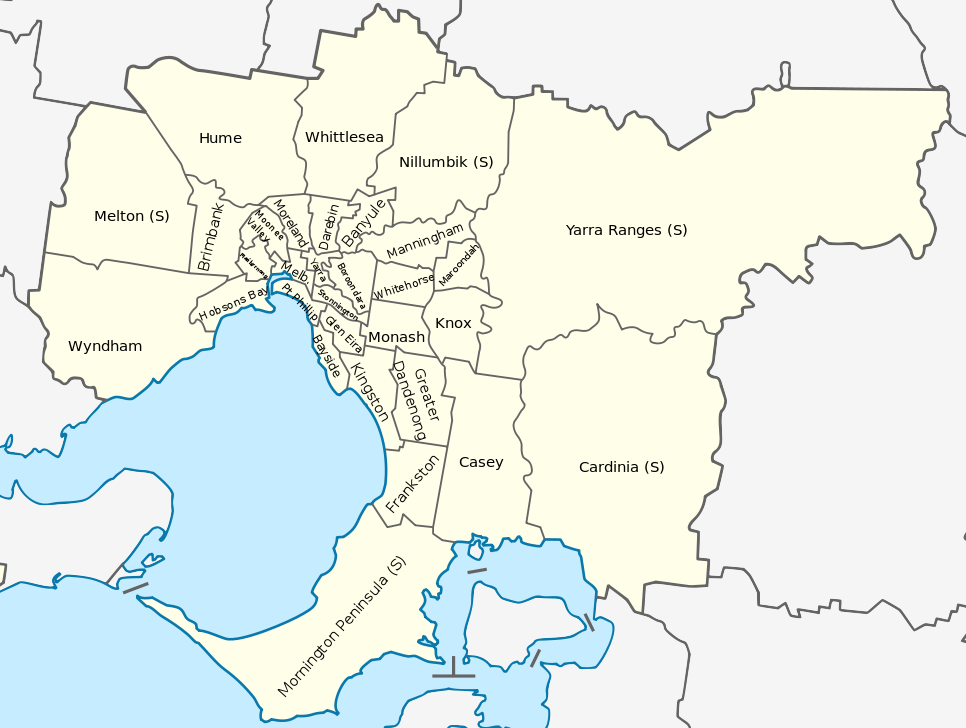 Hume
Whittlesea
Nillumbik (S)
Melton (S)
Brimbank
Moonee
Valley
Moreland
Darebin
Banyule
Manningham
Yarra Ranges (S)
Maroondah
Melb.
Yarra
Boroondara
Whitehorse
Hobsons Bay
Pt Phillip
Stonnington
Wyndham
Glen Eira
Monash
Knox
Bayside
Kingston
Greater
Dandenong
Frankston
Casey
Cardinia (S)
Mornington Peninsula (S)